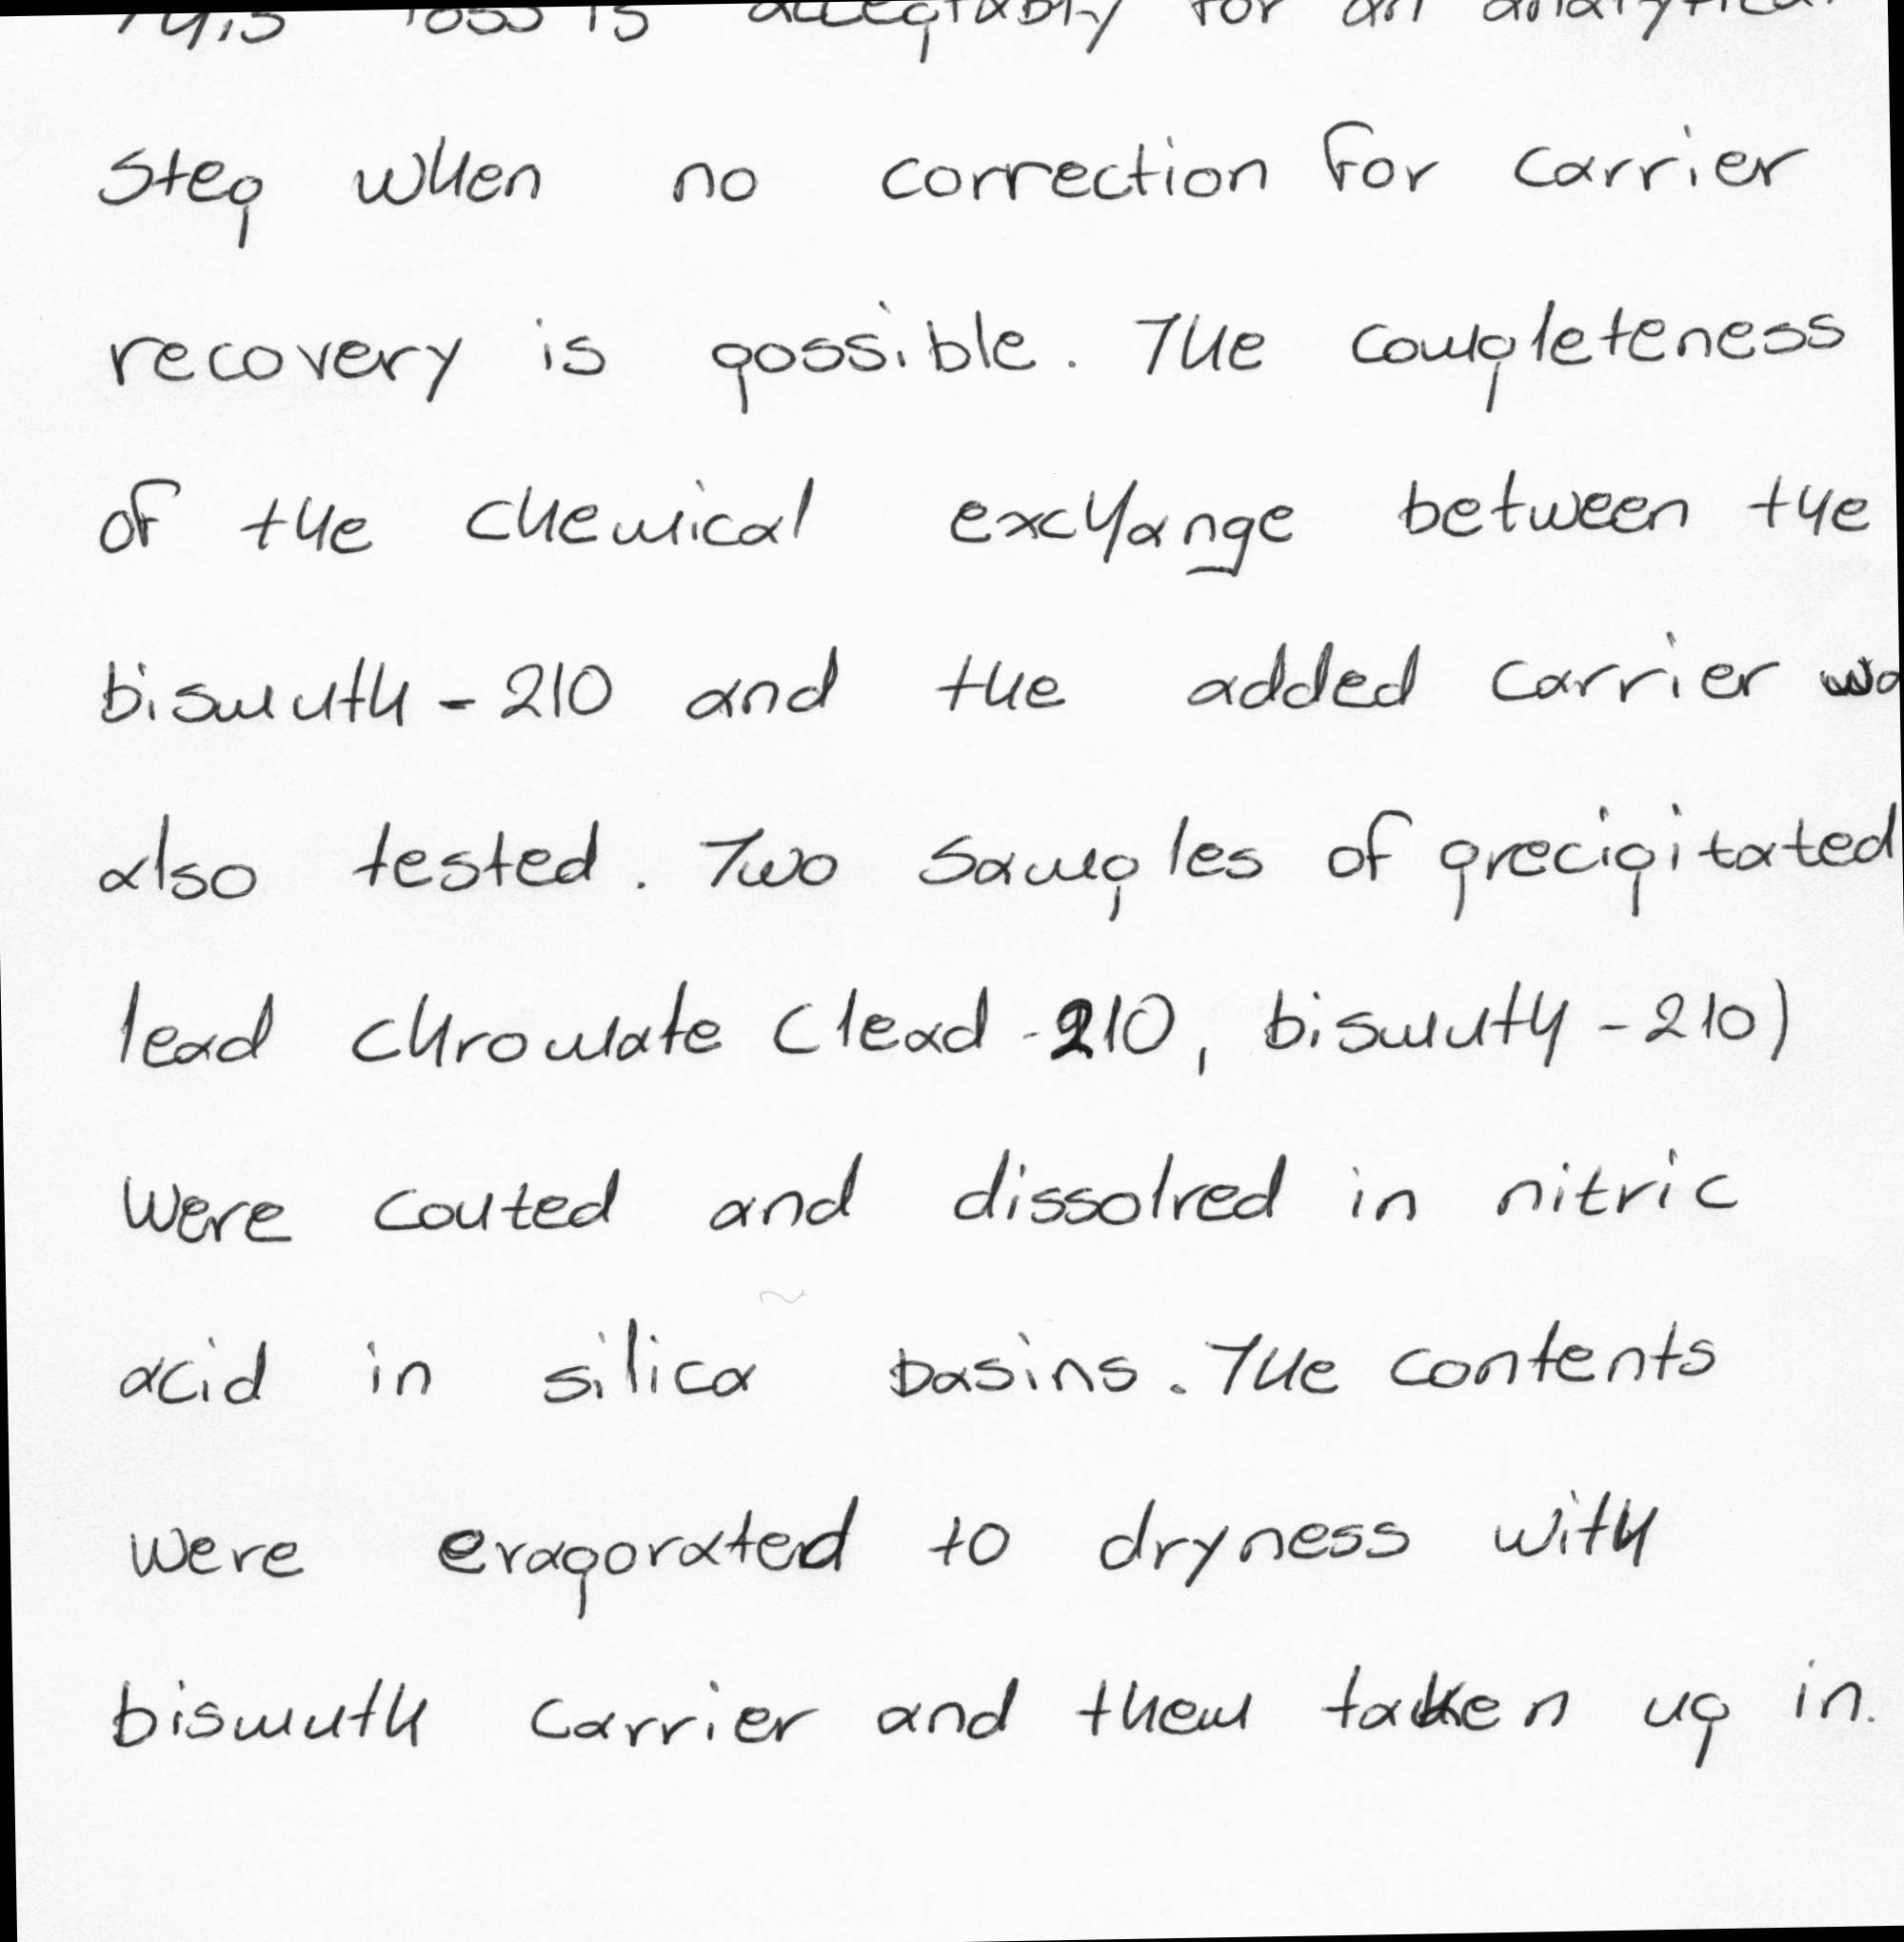 This loss is acceptably for an analytical
step when no correction for carrier
recovery is possible. The completeness
of the chemical exchange between the
bismuth-210 and the added carrier wa
also tested. Two samples of precipitated
lead chromate (lead-210, bismuth-210)
were couted and dissolved in nitric
acid in silica basins. The contents
were evaporated to dryness with
bismuth carrier and them taken up in.